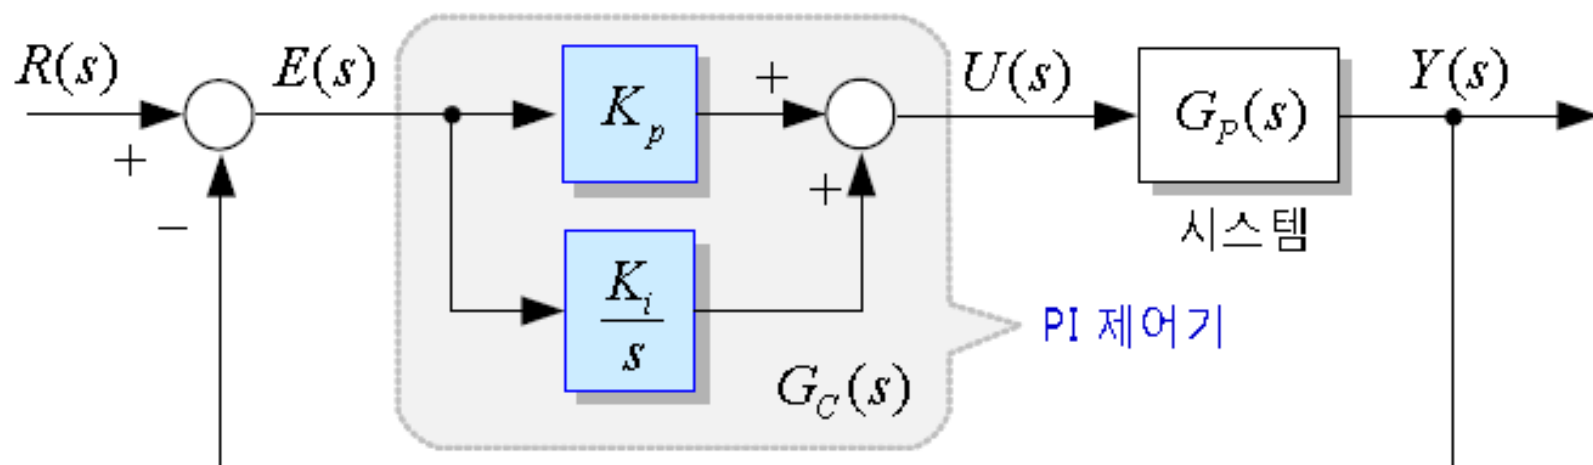 R(s)
+
−
E(s)
K_p
+
+
K_i/s
G_C(s)
U(s)
G_P(s)
시스템
Y(s)
PI 제어기